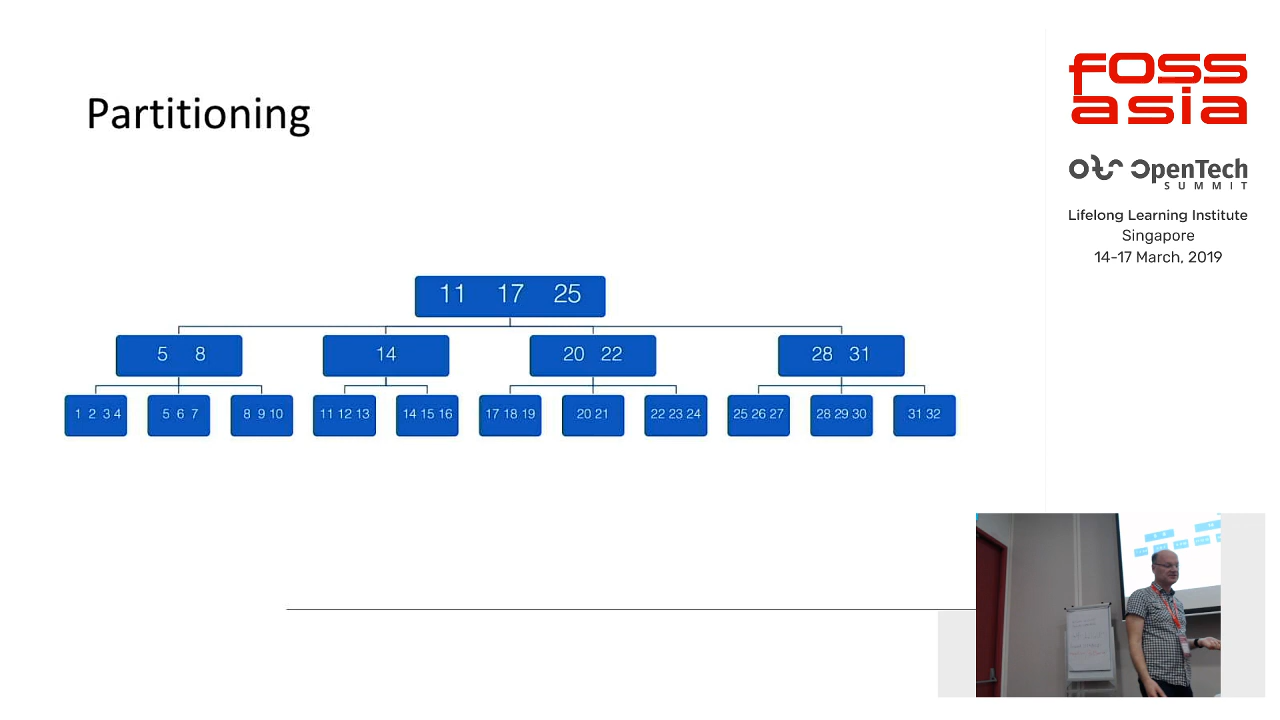 Partitioning
11 17 25
5 8
14
20 22
28 31
1 2 3 4
5 6 7
8 9 10
11 12 13
14 15 16
17 18 19
20 21
22 23 24
25 26 27
28 29 30
31 32
FOSS
asia
OpenTech
SUMMIT
Lifelong Learning Institute
Singapore
14-17 March, 2019